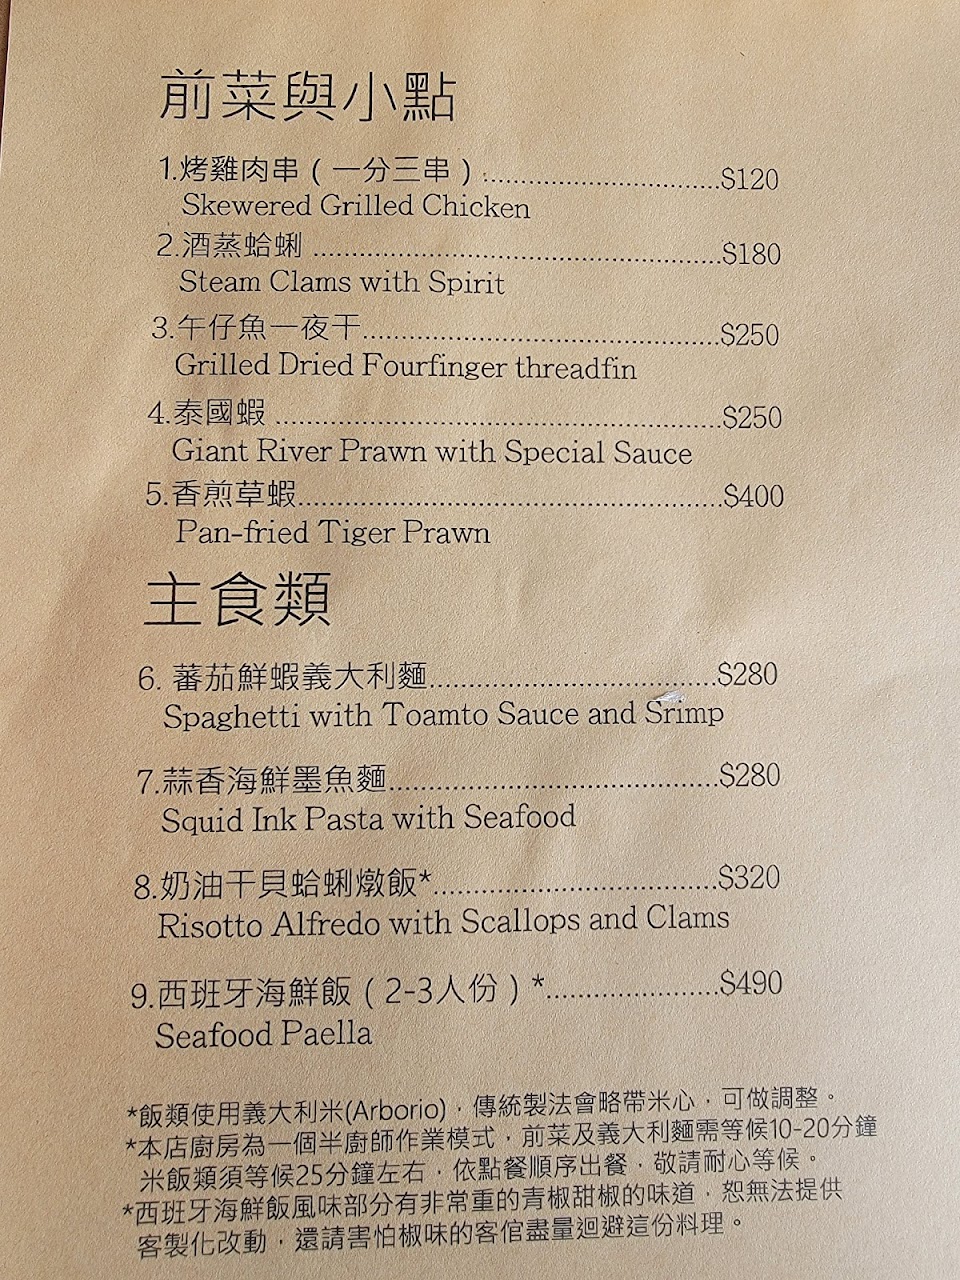 前菜與小點
1.烤雞肉串（一分三串）..............................$120
Skewered Grilled Chicken
2.酒蒸蛤蜊 ....................................................$180
Steam Clams with Spirit
3.午仔魚一夜干..............................................$250
Grilled Dried Fourfinger threadfin
4.泰國蝦 .........................................................$250
Giant River Prawn with Special Sauce
5.香煎草蝦......................................................$400
Pan-fried Tiger Prawn
主食類
6. 蕃茄鮮蝦義大利麵.....................................$280
Spaghetti with Toamto Sauce and Srimp
7.蒜香海鮮墨魚麵..........................................$280
Squid Ink Pasta with Seafood
8.奶油干貝蛤蜊燉飯*....................................$320
Risotto Alfredo with Scallops and Clams
9.西班牙海鮮飯（2-3人份）*......................$490
Seafood Paella
*飯類使用義大利米(Arborio)，傳統製法會略帶米心，可做調整。
*本店廚房為一個半廚師作業模式，前菜及義大利麵需等候10-20分鐘
米飯類須等候25分鐘左右，依點餐順序出餐，敬請耐心等候。
*西班牙海鮮飯風味部分有非常重的青椒甜椒的味道，恕無法提供
客製化改動，還請害怕椒味的客倌盡量迴避這份料理。